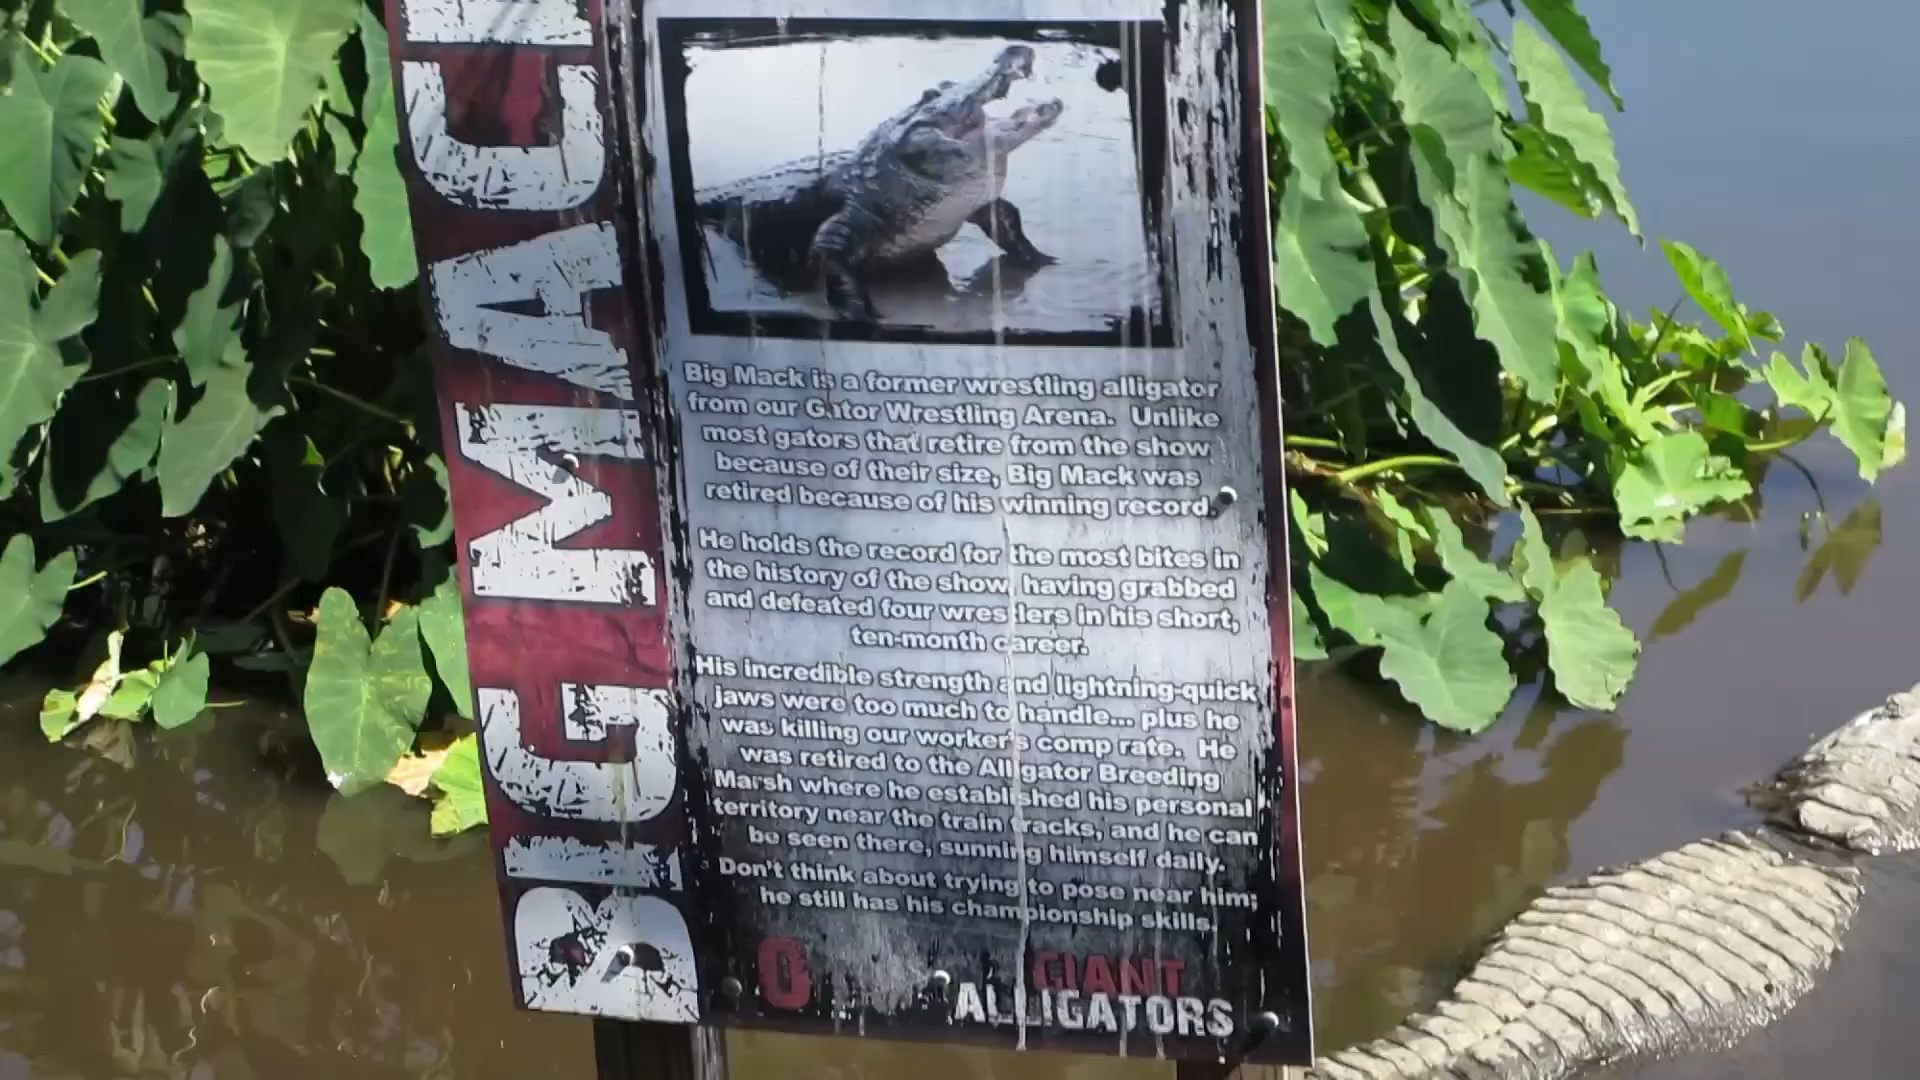 BIG MAC
Big Mack is a former wrestling alligator
from our Gator Wrestling Arena. Unlike
most gators that retire from the show
because of their size, Big Mack was
retired because of his winning record.
He holds the record for the most bites in
the history of the show, having grabbed
and defeated four wrestlers in his short,
ten-month career.
His incredible strength and lightning-quick
jaws were too much to handle... plus he
was killing our worker's comp rate. He
was retired to the Alligator Breeding
Marsh where he established his personal
territory near the train tracks, and he can
be seen there, sunning himself daily.
Don't think about trying to pose near him;
he still has his championship skills.
GIANT
ALLIGATORS